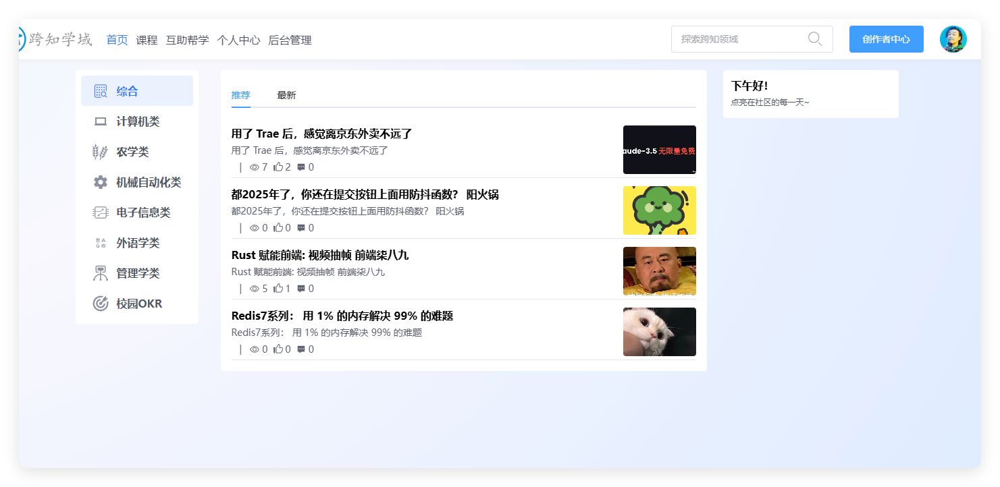 跨知学域
首页 课程 互助帮学 个人中心 后台管理
探索跨知领域
创作者中心
综合
计算机类
农学类
机械自动化类
电子信息类
外语学类
管理学类
校园OKR
推荐 最新
用了 Trae 后，感觉离京东外卖不远了
用了 Trae 后，感觉离京东外卖不远了
| 7 2 0
aude-3.5 无限量免费
都2025年了，你还在提交按钮上面用防抖函数？ 阳火锅
都2025年了，你还在提交按钮上面用防抖函数？ 阳火锅
| 0 0 0
Rust 赋能前端: 视频抽帧 前端柒八九
Rust 赋能前端: 视频抽帧 前端柒八九
| 5 1 0
Redis7系列： 用 1% 的内存解决 99% 的难题
Redis7系列： 用 1% 的内存解决 99% 的难题
| 0 0 0
下午好!
点亮在社区的每一天~